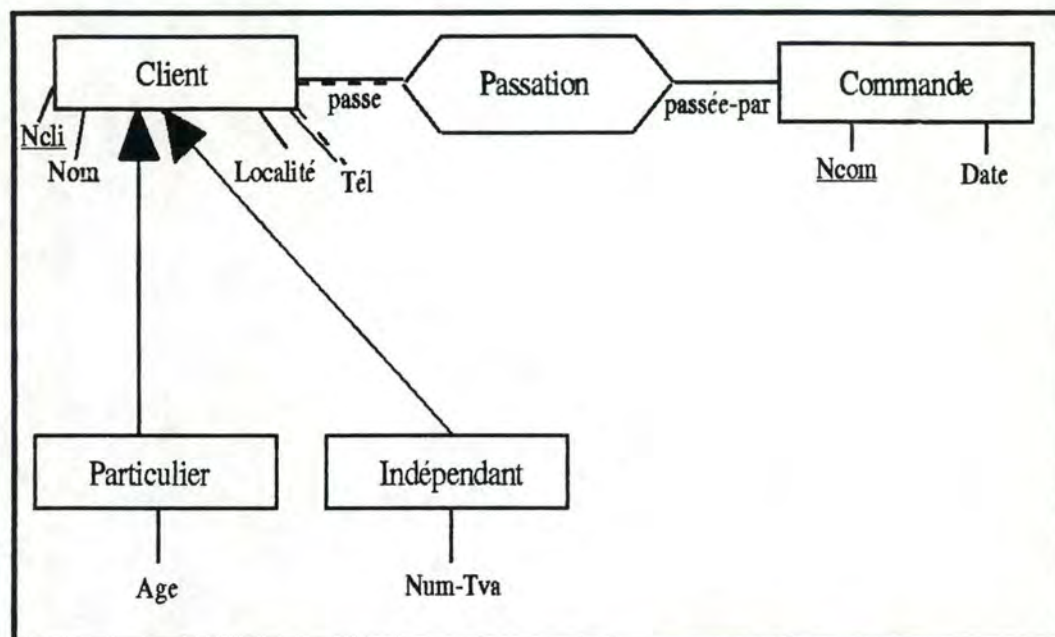 Client
Passation
Commande
passe
passée-par
Ncli
Nom
Localité
Tél
Ncom
Date
Particulier
Indépendant
Age
Num-Tva